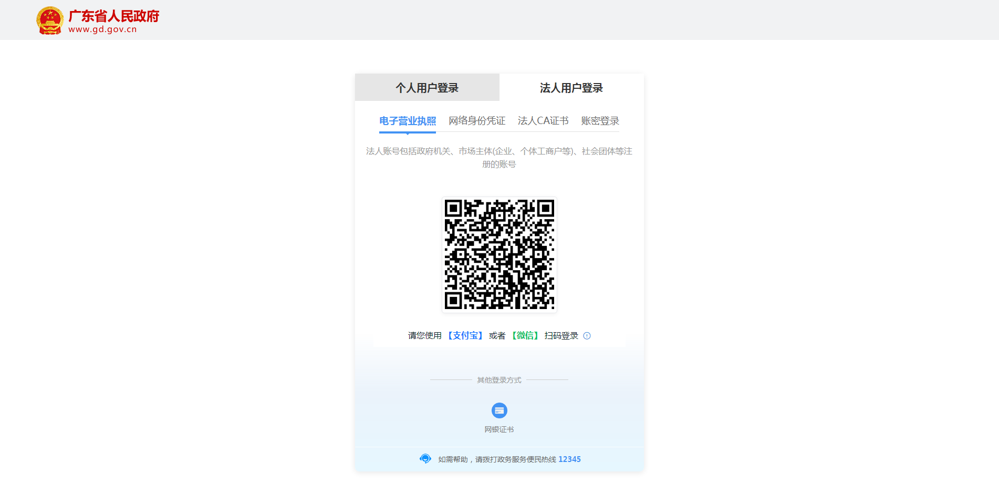 广东省人民政府
www.gd.gov.cn
个人用户登录 法人用户登录
电子营业执照 网络身份凭证 法人CA证书 账密登录
法人账号包括政府机关、市场主体(企业、个体工商户等)、社会团体等注
册的账号
请您使用【支付宝】或者【微信】扫码登录
其他登录方式
网银证书
如需帮助，请拨打政务服务便民热线 12345